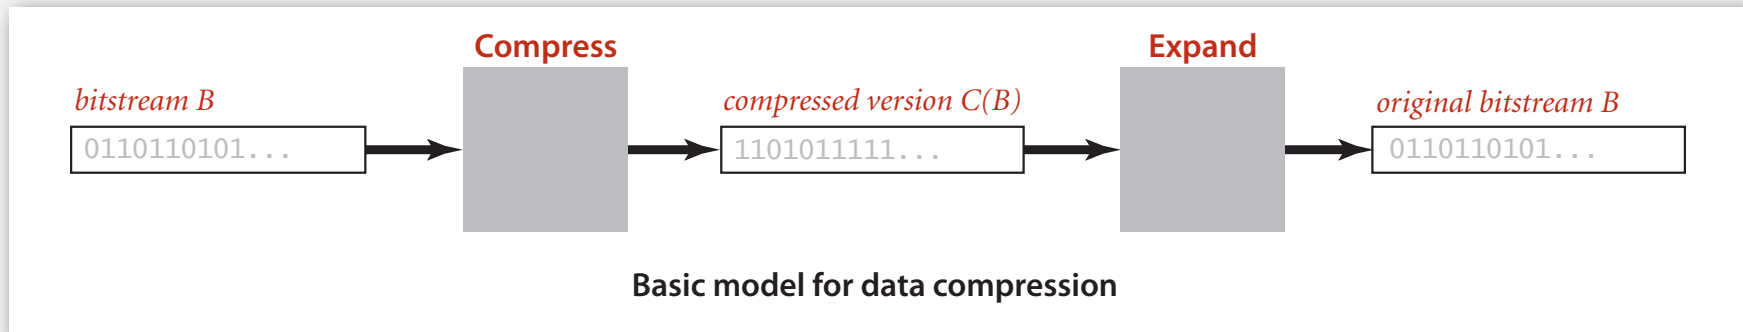 Compress
Expand
bitstream B
compressed version C(B)
original bitstream B
0110110101...
1101011111...
0110110101...
Basic model for data compression